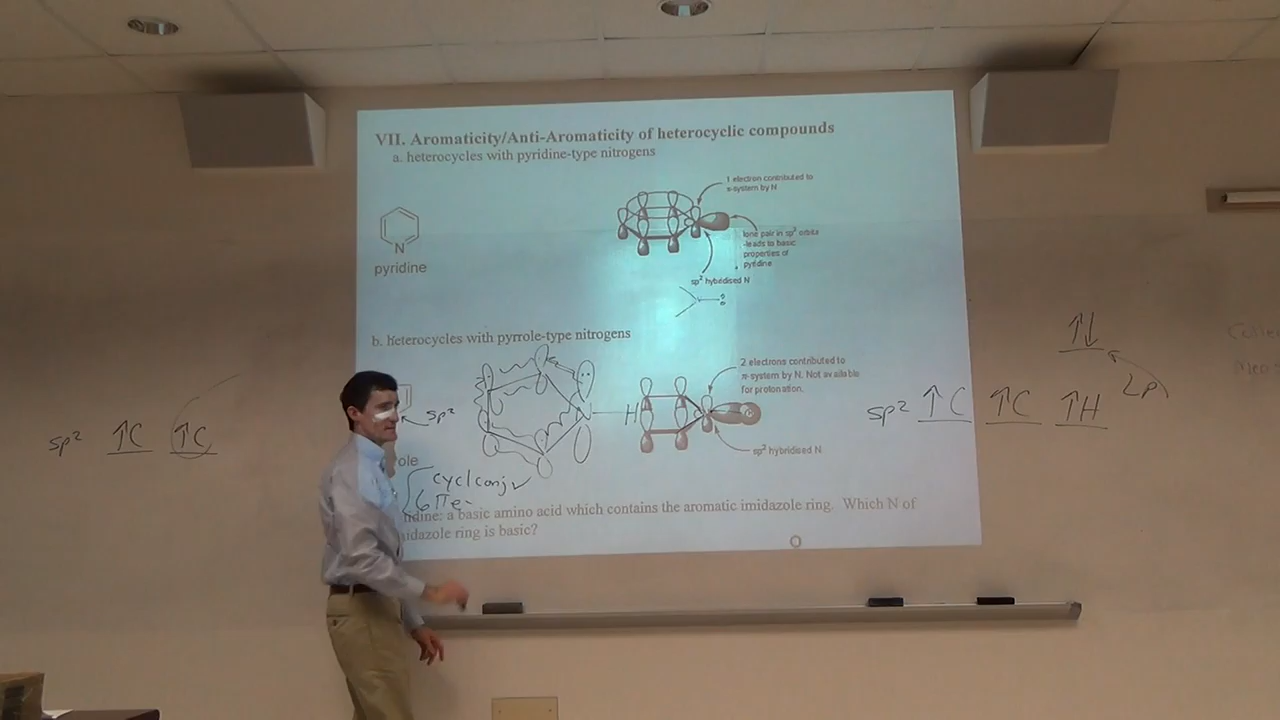 VII. Aromaticity/Anti-Aromaticity of heterocyclic compounds
a. heterocycles with pyridine-type nitrogens
1 electron contributed to
π-system by N
N
pyridine
lone pair in sp² orbital
-leads to basic
properties of
pyridine
sp² hybridised N
b. heterocycles with pyrrole-type nitrogens
2 electrons contributed to
π-system by N. Not available
for protonation.
sp²
N H
sp² hybridised N
ole
cycl conj ✓
6πe-
idine: a basic amino acid which contains the aromatic imidazole ring. Which N of
idazole ring is basic?
sp² ↑C ↑C
↑↓
2p
sp² ↑C ↑C ↑H